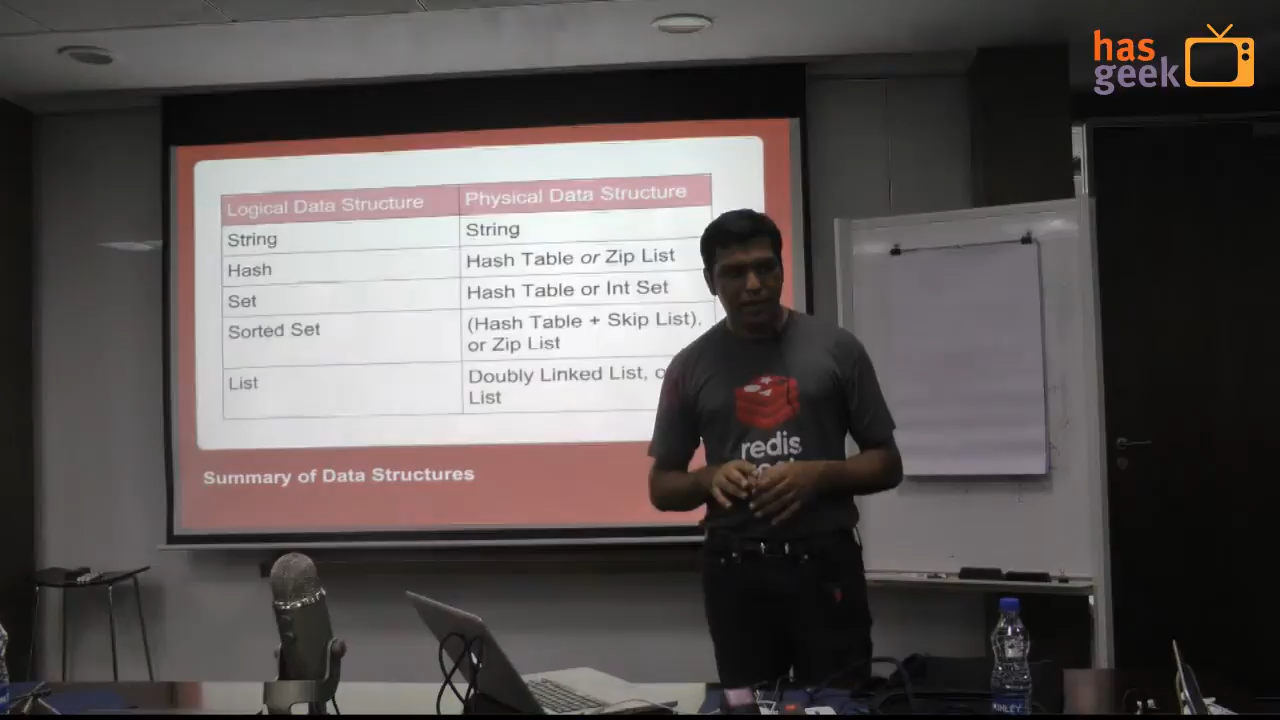 has
geek
Logical Data Structure Physical Data Structure
String String
Hash Hash Table or Zip List
Set Hash Table or Int Set
Sorted Set (Hash Table + Skip List),
or Zip List
List Doubly Linked List, o
List
Summary of Data Structures
redis